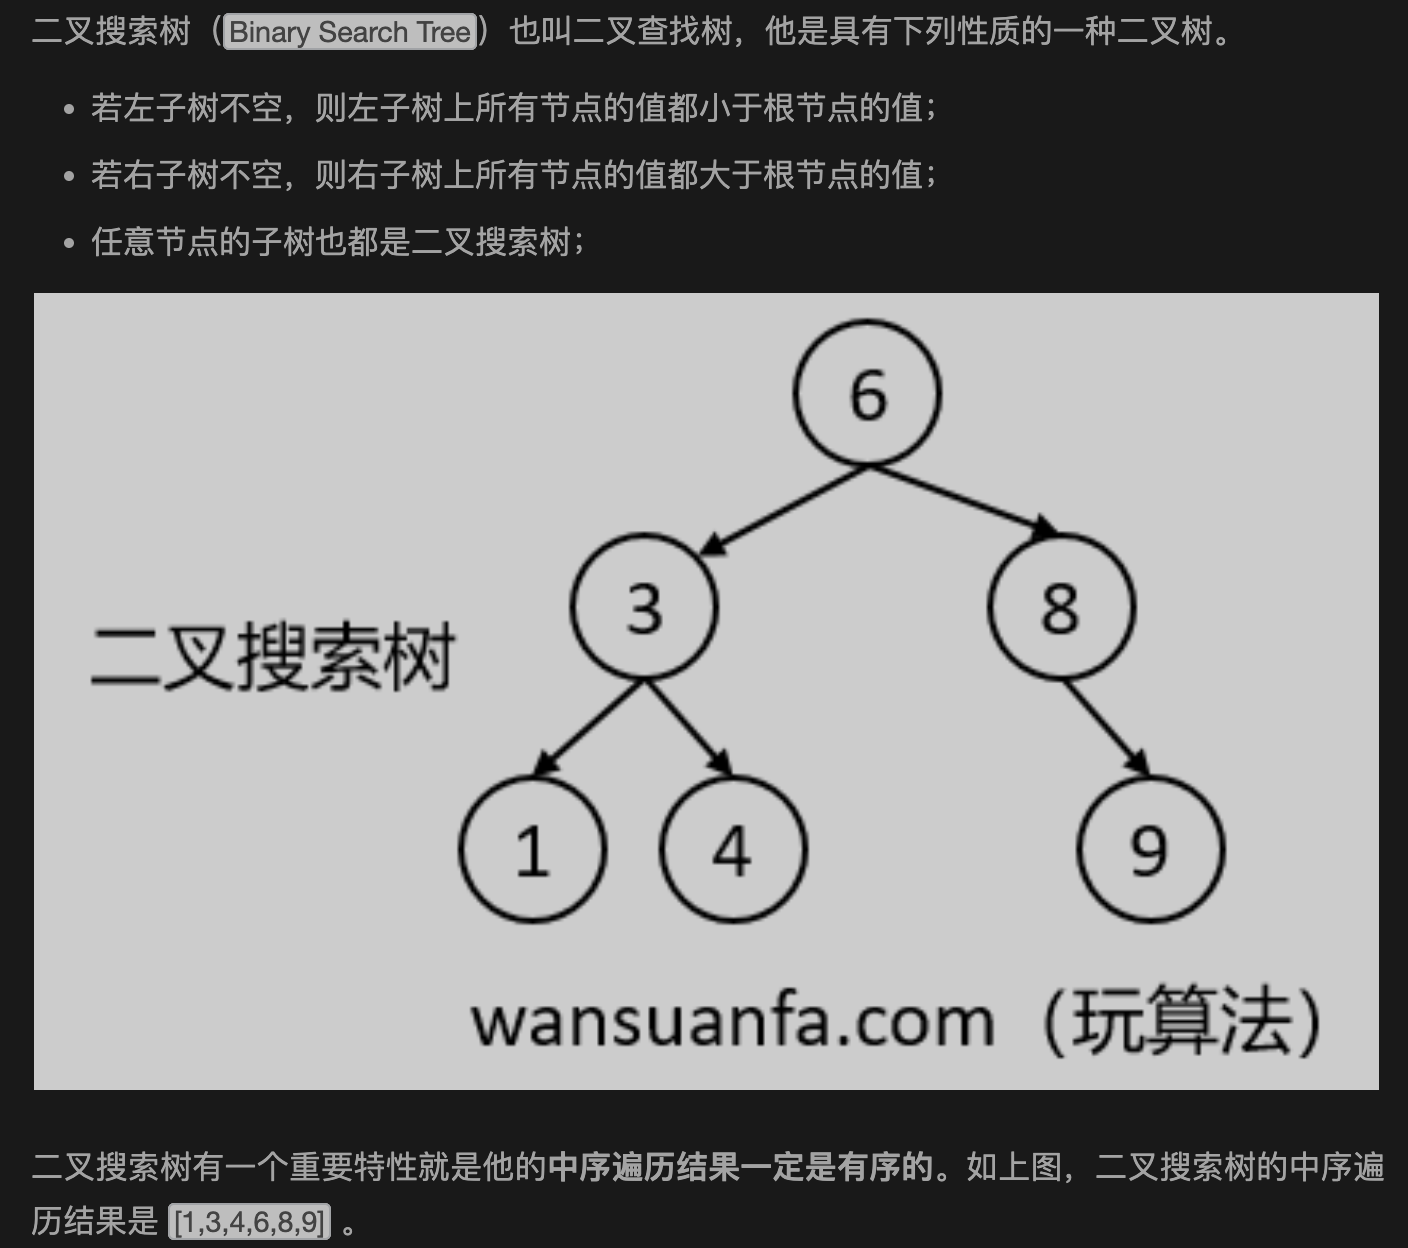 二叉搜索树（Binary Search Tree）也叫二叉查找树，他是具有下列性质的一种二叉树。
• 若左子树不空，则左子树上所有节点的值都小于根节点的值；
• 若右子树不空，则右子树上所有节点的值都大于根节点的值；
• 任意节点的子树也都是二叉搜索树；
6
3
8
二叉搜索树
1
4
9
wansuanfa.com（玩算法）
二叉搜索树有一个重要特性就是他的中序遍历结果一定是有序的。如上图，二叉搜索树的中序遍
历结果是 [1,3,4,6,8,9] 。